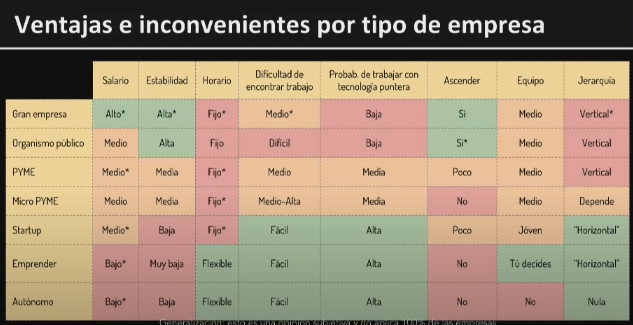 Ventajas e inconvenientes por tipo de empresa
Salario Estabilidad Horario Dificultad de encontrar trabajo Probab. de trabajar con tecnología puntera Ascender Equipo Jerarquía
Gran empresa Alto* Alta* Fijo* Medio* Baja Sí Medio Vertical*
Organismo público Medio Alta Fijo Difícil Baja Sí* Medio Vertical
PYME Medio* Media Fijo* Medio Media Poco Medio Vertical
Micro PYME Medio Media Fijo* Medio-Alta Media No Medio Depende
Startup Medio* Baja Fijo* Fácil Alta Poco Jóven "Horizontal"
Emprender Bajo* Muy baja Flexible Fácil Alta No Tú decides "Horizontal"
Autónomo Bajo* Baja Flexible Fácil Alta No No Nula
Generalización: esto es una opinión subjetiva y no aplica 100% de las empresas